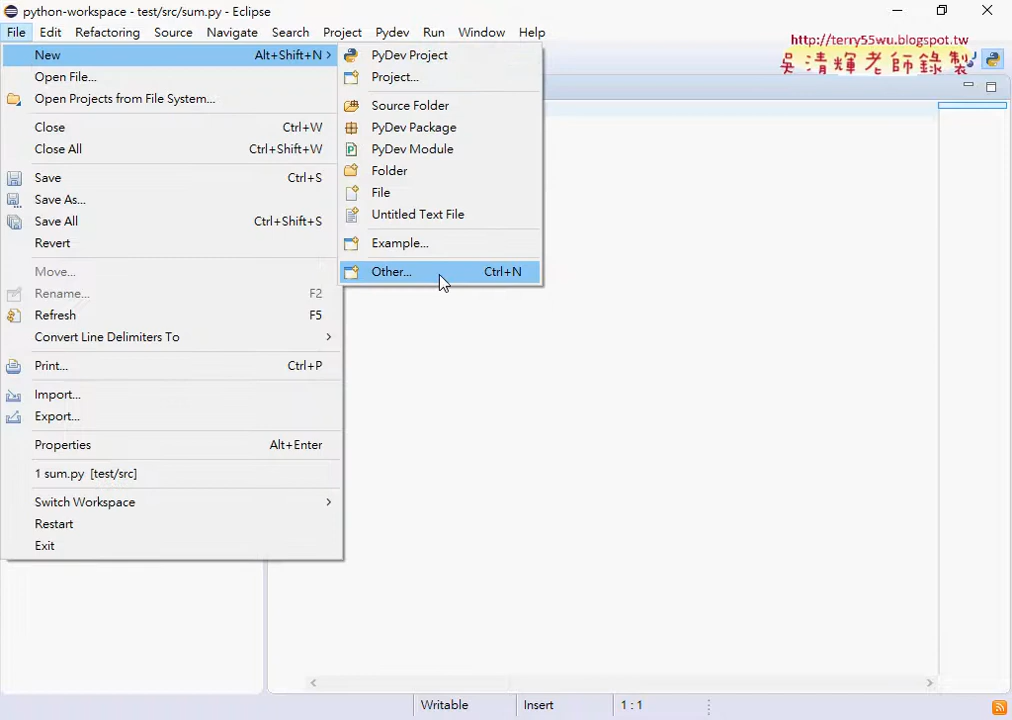 python-workspace - test/src/sum.py - Eclipse
File Edit Refactoring Source Navigate Search Project Pydev Run Window Help
http://terry55wu.blogspot.tw
吳清輝老師錄製
New Alt+Shift+N
Open File...
Open Projects from File System...
Close Ctrl+W
Close All Ctrl+Shift+W
Save Ctrl+S
Save As...
Save All Ctrl+Shift+S
Revert
Move...
Rename... F2
Refresh F5
Convert Line Delimiters To
Print... Ctrl+P
Import...
Export...
Properties Alt+Enter
1 sum.py [test/src]
Switch Workspace
Restart
Exit
PyDev Project
Project...
Source Folder
PyDev Package
PyDev Module
Folder
File
Untitled Text File
Example...
Other... Ctrl+N
Writable Insert 1 : 1